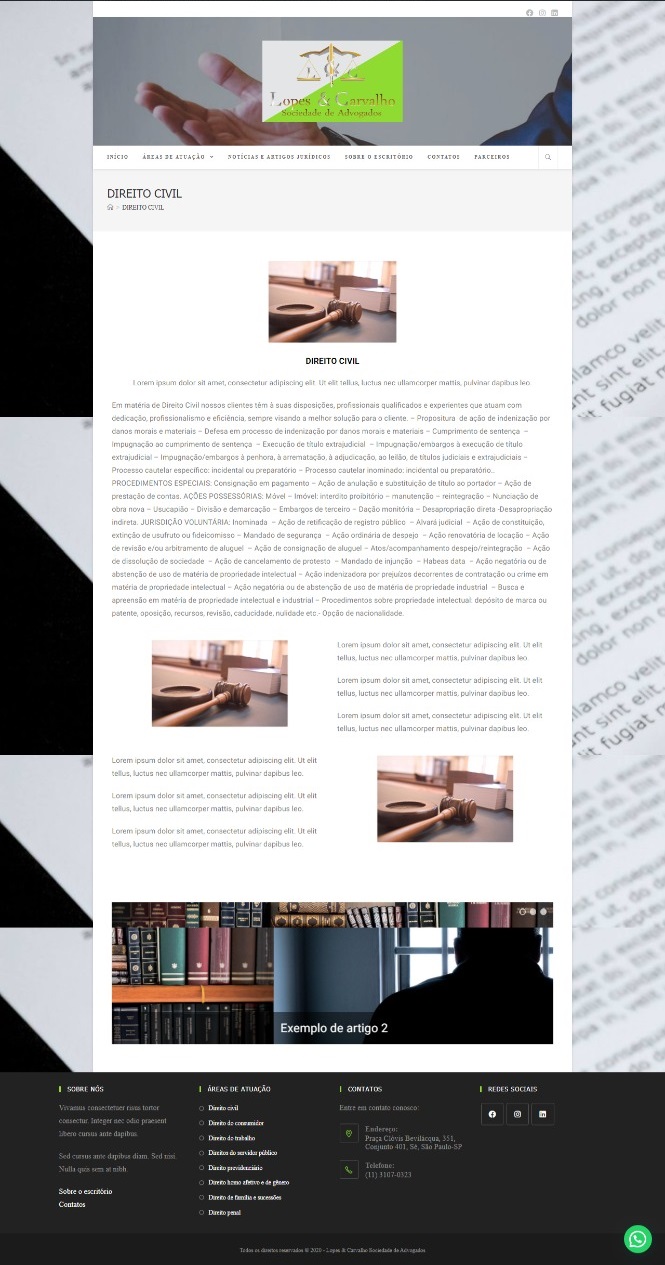 Lopes & Carvalho
Sociedade de Advogados
INÍCIO ÁREAS DE ATUAÇÃO NOTÍCIAS E ARTIGOS JURÍDICOS SOBRE O ESCRITÓRIO CONTATOS PARCEIROS
DIREITO CIVIL
> DIREITO CIVIL
DIREITO CIVIL
Lorem ipsum dolor sit amet, consectetur adipiscing elit. Ut elit tellus, luctus nec ullamcorper mattis, pulvinar dapibus leo.
Em matéria de Direito Civil nossos clientes têm à suas disposições, profissionais qualificados e experientes que atuam com
dedicação, profissionalismo e eficiência, sempre visando a melhor solução para o cliente. – Propositura de ação de indenização por
danos morais e materiais – Defesa em processo de indenização por danos morais e materiais – Cumprimento de sentença –
Impugnação ao cumprimento de sentença – Execução de título extrajudicial – Impugnação/embargos à execução de título
extrajudicial – Impugnação/embargos à penhora, à arrematação, à adjudicação, ao leilão, de títulos judiciais e extrajudiciais –
Processo cautelar específico: incidental ou preparatório – Processo cautelar inominado: incidental ou preparatório..
PROCEDIMENTOS ESPECIAIS: Consignação em pagamento – Ação de anulação e substituição de título ao portador – Ação de
prestação de contas. AÇÕES POSSESSÓRIAS: Móvel – Imóvel: interdito proibitório – manutenção – reintegração – Nunciação de
obra nova – Usucapião – Divisão e demarcação – Embargos de terceiro – Dação monitória – Desapropriação direta -Desapropriação
indireta. JURISDIÇÃO VOLUNTÁRIA: Inominada – Ação de retificação de registro público – Alvará judicial – Ação de constituição,
extinção de usufruto ou fideicomisso – Mandado de segurança – Ação ordinária de despejo – Ação renovatória de locação – Ação
de revisão e/ou arbitramento de aluguel – Ação de consignação de aluguel – Atos/acompanhamento despejo/reintegração – Ação
de dissolução de sociedade – Ação de cancelamento de protesto – Mandado de injunção – Habeas data – Ação negatória ou de
abstenção de uso de matéria de propriedade intelectual – Ação indenizadora por prejuízos decorrentes de contratação ou crime em
matéria de propriedade intelectual – Ação negatória ou de abstenção de uso de matéria de propriedade industrial – Busca e
apreensão em matéria de propriedade intelectual e industrial – Procedimentos sobre propriedade intelectual: depósito de marca ou
patente, oposição, recursos, revisão, caducidade, nulidade etc.- Opção de nacionalidade.
Lorem ipsum dolor sit amet, consectetur adipiscing elit. Ut elit
tellus, luctus nec ullamcorper mattis, pulvinar dapibus leo.
Lorem ipsum dolor sit amet, consectetur adipiscing elit. Ut elit
tellus, luctus nec ullamcorper mattis, pulvinar dapibus leo.
Lorem ipsum dolor sit amet, consectetur adipiscing elit. Ut elit
tellus, luctus nec ullamcorper mattis, pulvinar dapibus leo.
Lorem ipsum dolor sit amet, consectetur adipiscing elit. Ut elit
tellus, luctus nec ullamcorper mattis, pulvinar dapibus leo.
Lorem ipsum dolor sit amet, consectetur adipiscing elit. Ut elit
tellus, luctus nec ullamcorper mattis, pulvinar dapibus leo.
Lorem ipsum dolor sit amet, consectetur adipiscing elit. Ut elit
tellus, luctus nec ullamcorper mattis, pulvinar dapibus leo.
Exemplo de artigo 2
SOBRE NÓS
Vivamus consectetuer risus tortor
consectur. Integer nec odio praesent
libero cursus ante dapibus.
Sed cursus ante dapibus diam. Sed nisi.
Nulla quis sem at nibh.
Sobre o escritório
Contatos
ÁREAS DE ATUAÇÃO
Direito civil
Direito do consumidor
Direito do trabalho
Direitos do servidor público
Direito previdenciário
Direito homo afetivo e de gênero
Direito de família e sucessões
Direito penal
CONTATOS
Entre em contato conosco!
Endereço:
Praça Clóvis Bevilácqua, 351,
Conjunto 401, Sé, São Paulo-SP
Telefone:
(11) 3107-0323
REDES SOCIAIS
Todos os direitos reservados © 2020 - Lopes & Carvalho Sociedade de Advogados